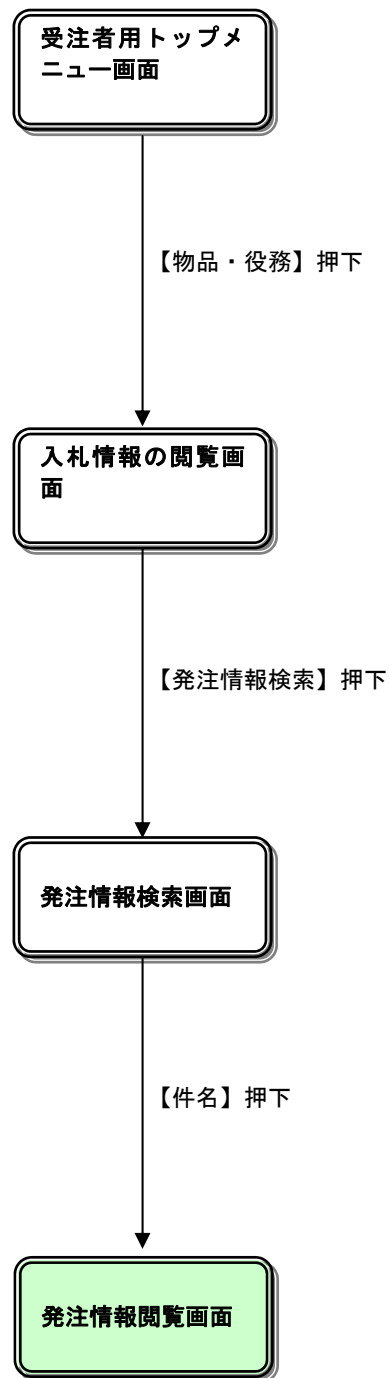 受注者用トップメ
ニュー画面
【物品・役務】押下
入札情報の閲覧画
面
【発注情報検索】押下
発注情報検索画面
【件名】押下
発注情報閲覧画面